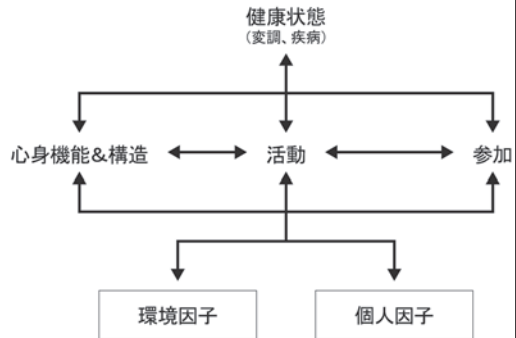 健康状態
（変調、疾病）
心身機能&構造
活動
参加
環境因子
個人因子